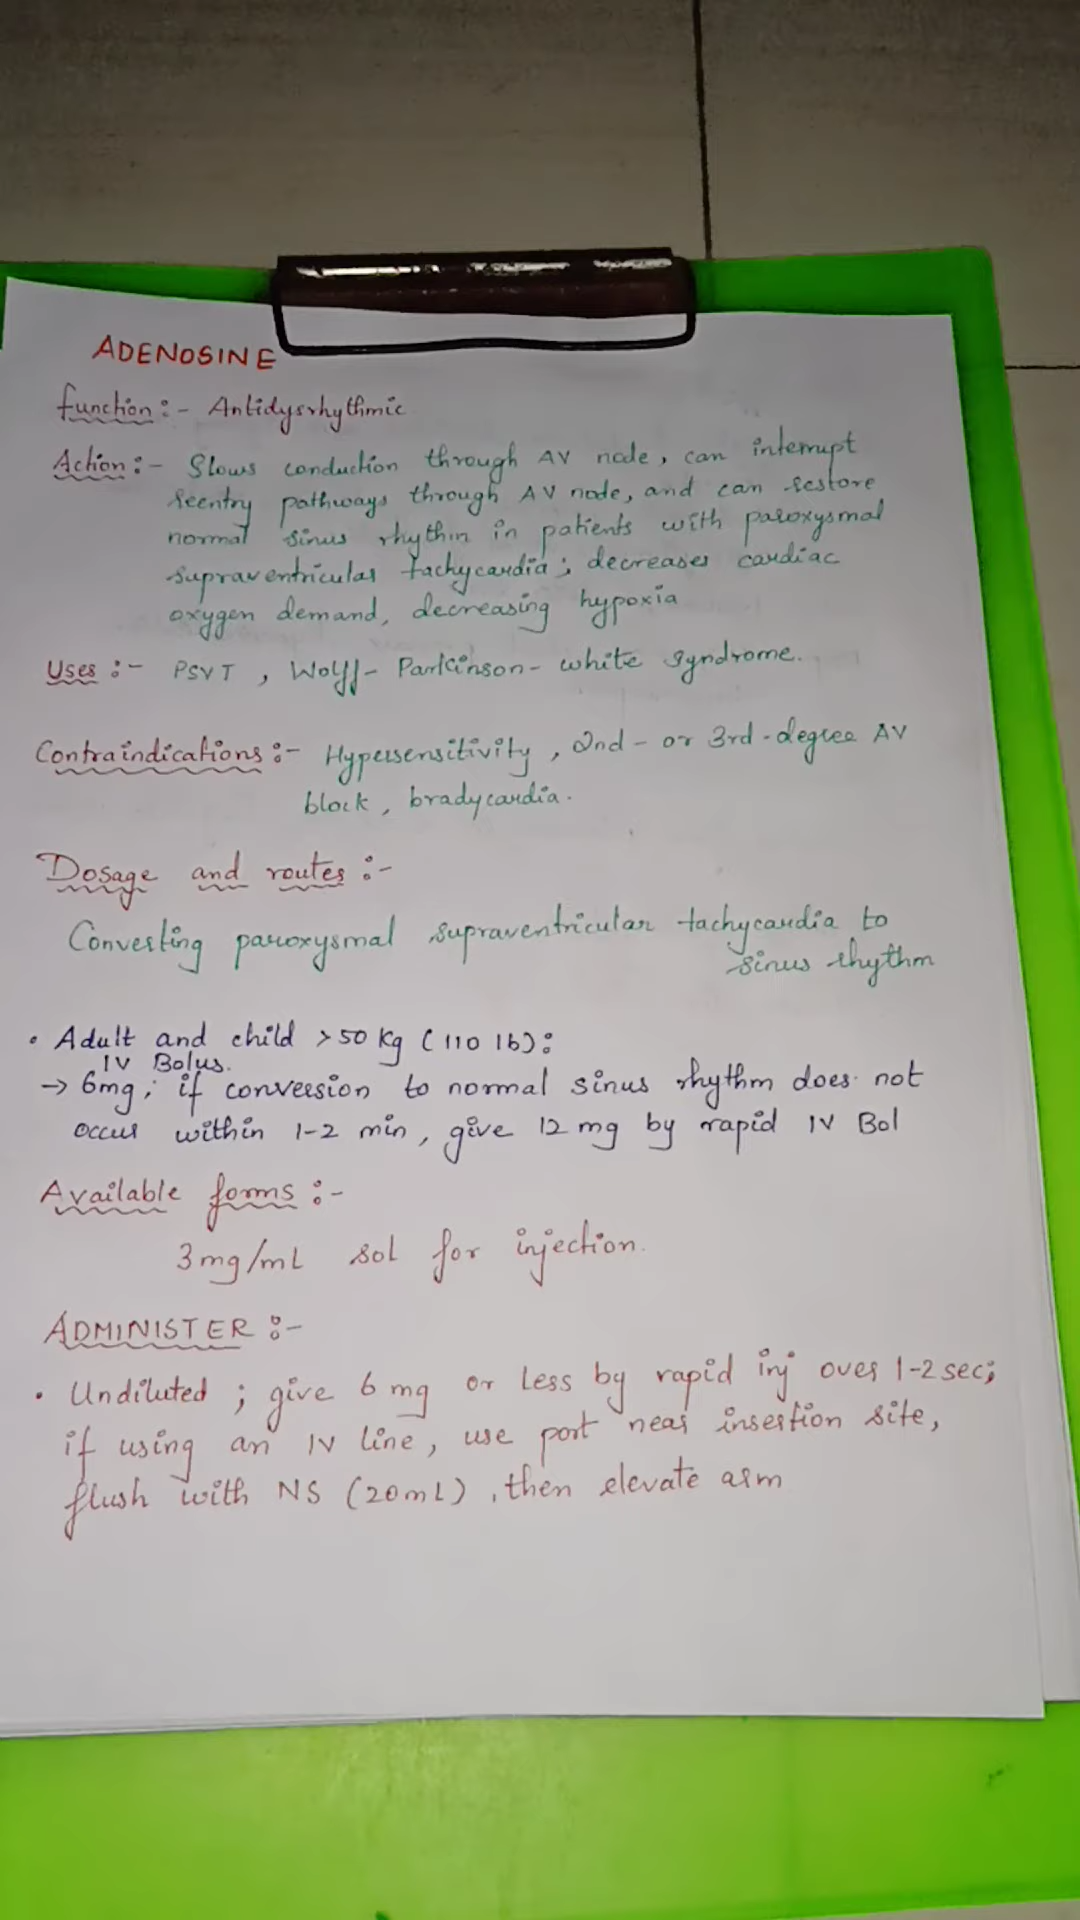 ADENOSINE
Function :- Antidysrhythmic
Action :- Slows conduction through AV node, can interrupt
reentry pathways through AV node, and can restore
normal sinus rhythm in patients with paroxysmal
supraventricular tachycardia; decreases cardiac
oxygen demand, decreasing hypoxia
Uses :- PSVT, Wolff-Parkinson-white syndrome.
Contraindications :- Hypersensitivity, 2nd- or 3rd-degree AV
block, bradycardia.
Dosage and routes :-
Converting paroxysmal supraventricular tachycardia to
sinus rhythm
• Adult and child >50 kg (110 lb):
IV Bolus.
→ 6mg; if conversion to normal sinus rhythm does not
occur within 1-2 min, give 12 mg by rapid IV Bol
Available forms :-
3mg/mL sol for injection.
ADMINISTER :-
• Undiluted; give 6 mg or less by rapid inj over 1-2 sec;
if using an IV line, use port near insertion site,
flush with NS (20mL), then elevate arm